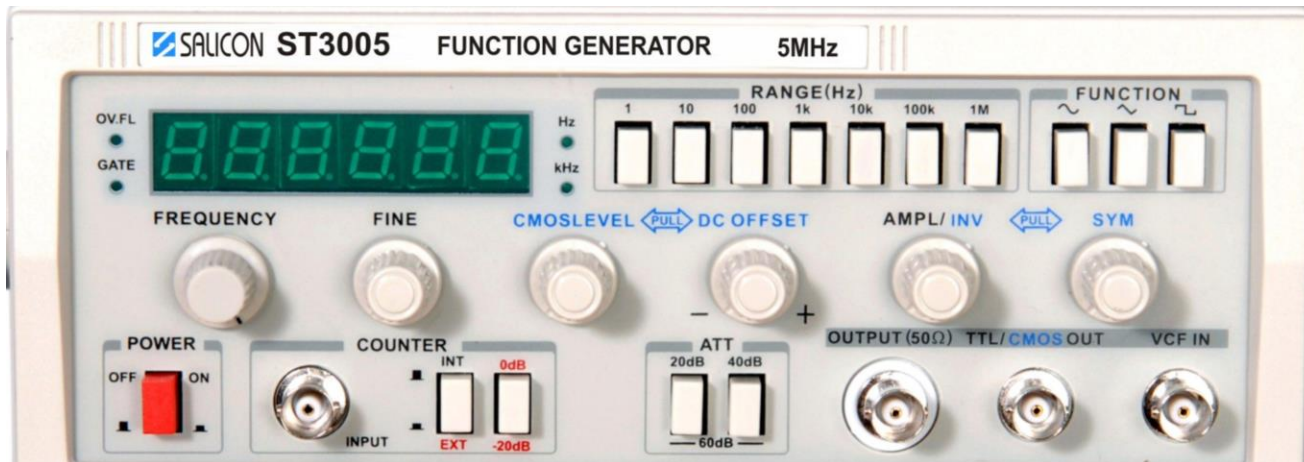 SALICON ST3005 FUNCTION GENERATOR 5MHz
RANGE(Hz) FUNCTION
1 10 100 1k 10k 100k 1M
OV.FL
GATE
Hz
kHz
FREQUENCY FINE CMOSLEVEL PULL DC OFFSET AMPL/INV PULL SYM
- +
POWER
OFF ON
COUNTER
INT 0dB
INPUT EXT -20dB
ATT
20dB 40dB
60dB
OUTPUT (50Ω) TTL/CMOS OUT VCF IN